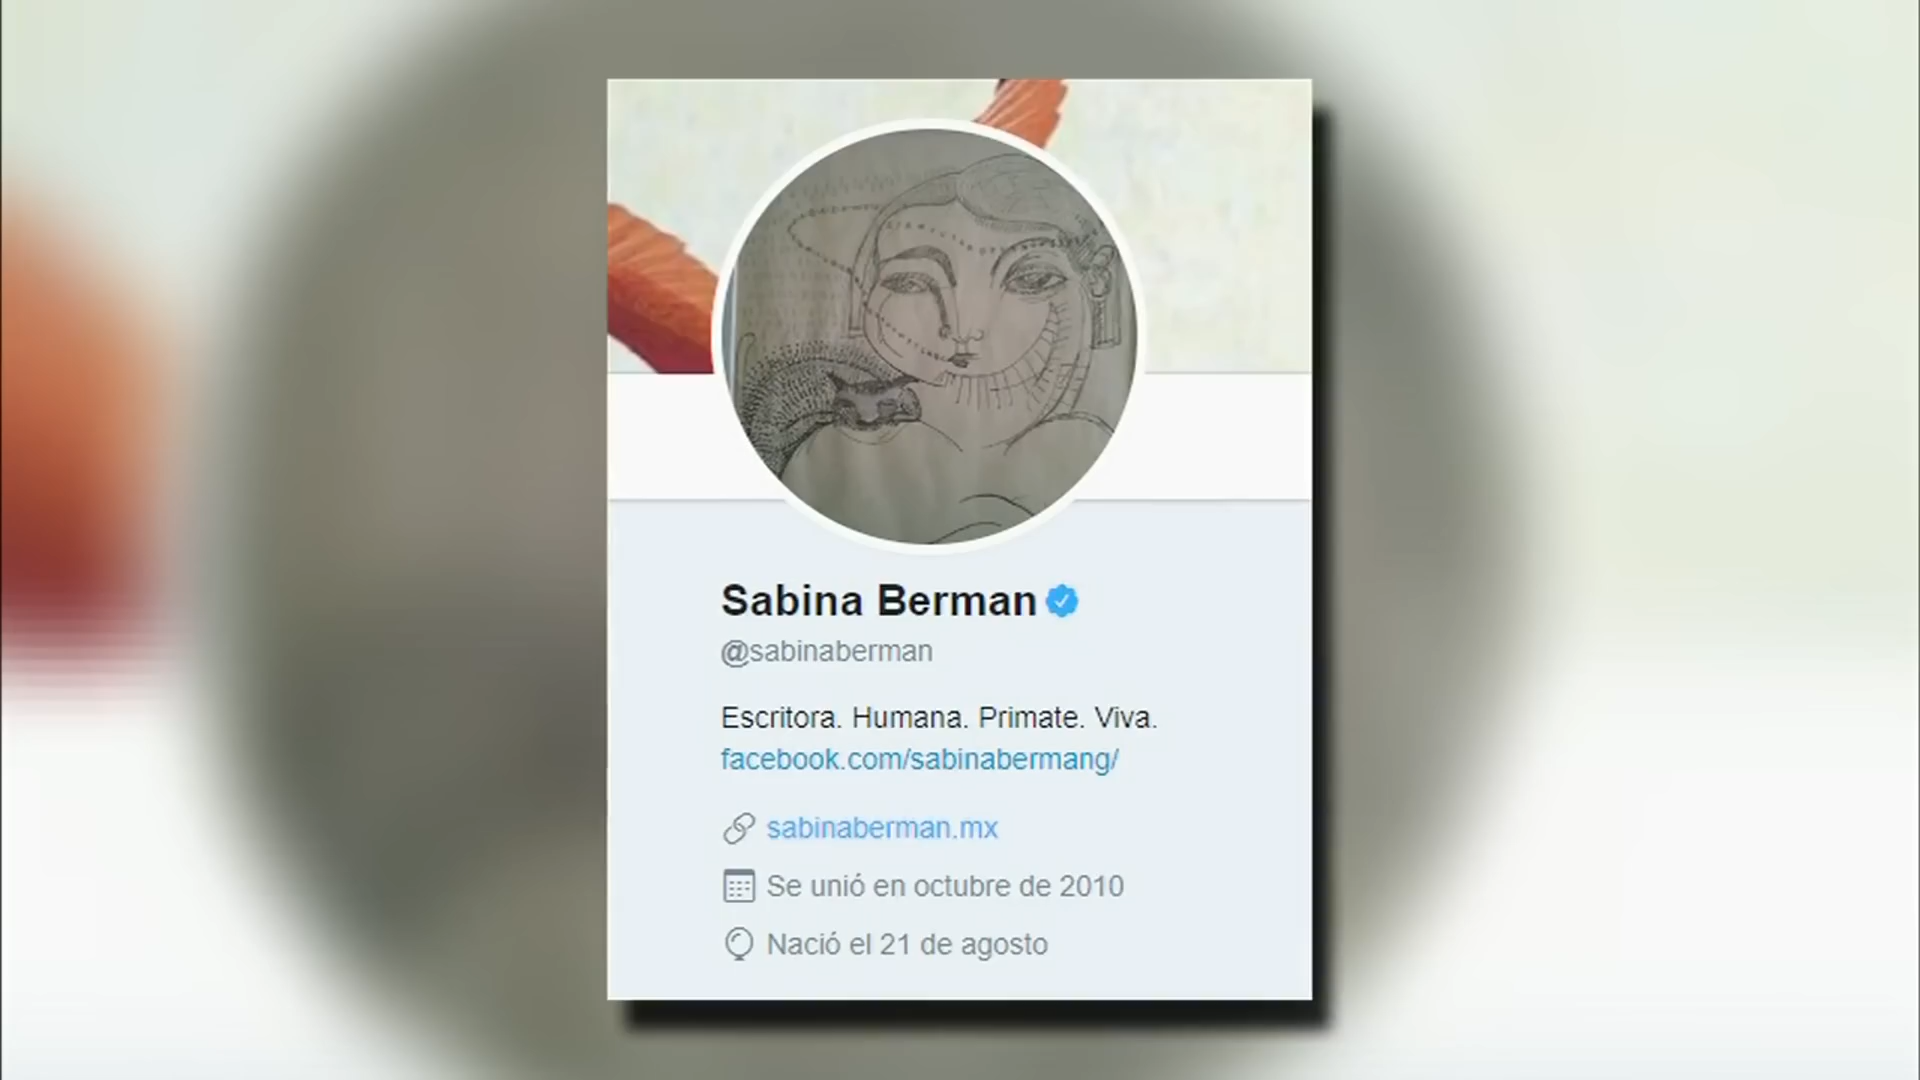 Sabina Berman
@sabinaberman
Escritora. Humana. Primate. Viva.
facebook.com/sabinabermang/
sabinaberman.mx
Se unió en octubre de 2010
Nació el 21 de agosto